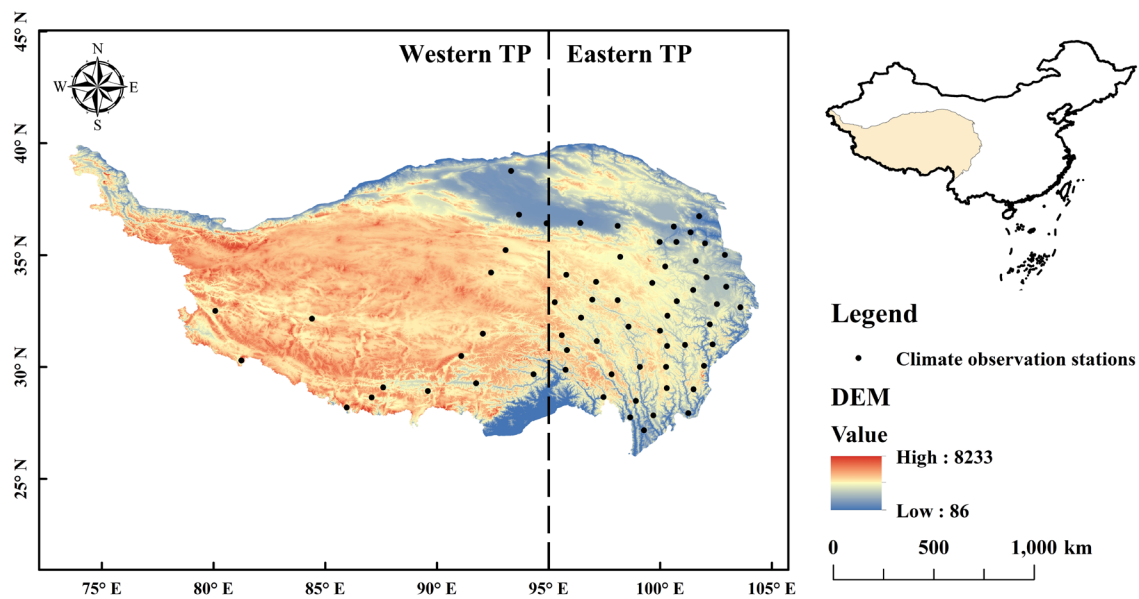 Western TP
Eastern TP
N
W
E
S
45° N
40° N
35° N
30° N
25° N
75° E
80° E
85° E
90° E
95° E
100° E
105° E
Legend
Climate observation stations
DEM
Value
High : 8233
Low : 86
0
500
1,000 km